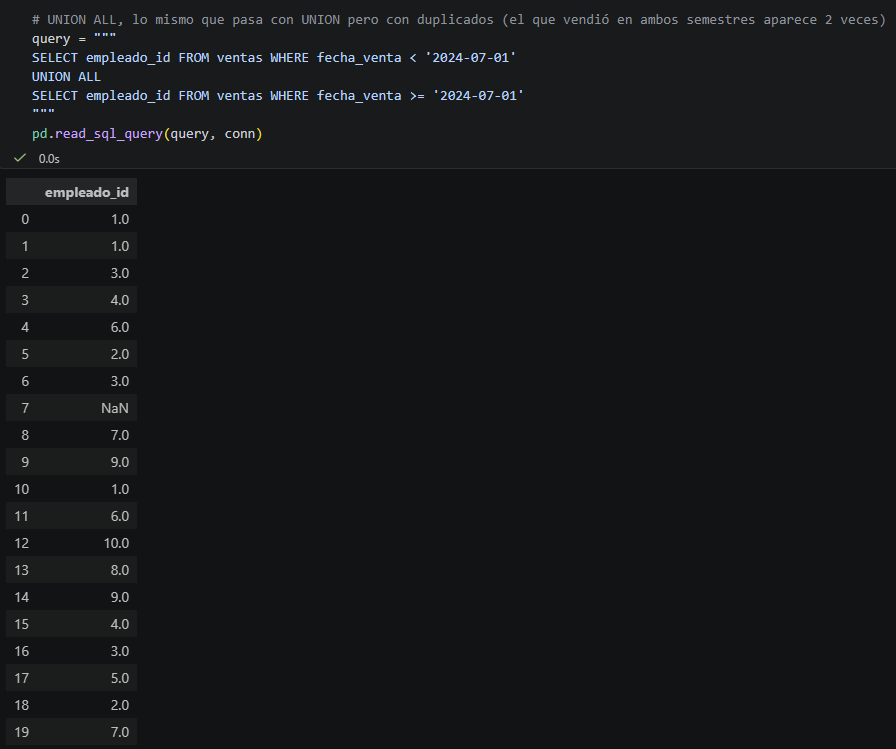 # UNION ALL, lo mismo que pasa con UNION pero con duplicados (el que vendió en ambos semestres aparece 2 veces)
query = """
SELECT empleado_id FROM ventas WHERE fecha_venta < '2024-07-01'
UNION ALL
SELECT empleado_id FROM ventas WHERE fecha_venta >= '2024-07-01'
"""
pd.read_sql_query(query, conn)
0.0s
empleado_id
0 1.0
1 1.0
2 3.0
3 4.0
4 6.0
5 2.0
6 3.0
7 NaN
8 7.0
9 9.0
10 1.0
11 6.0
12 10.0
13 8.0
14 9.0
15 4.0
16 3.0
17 5.0
18 2.0
19 7.0